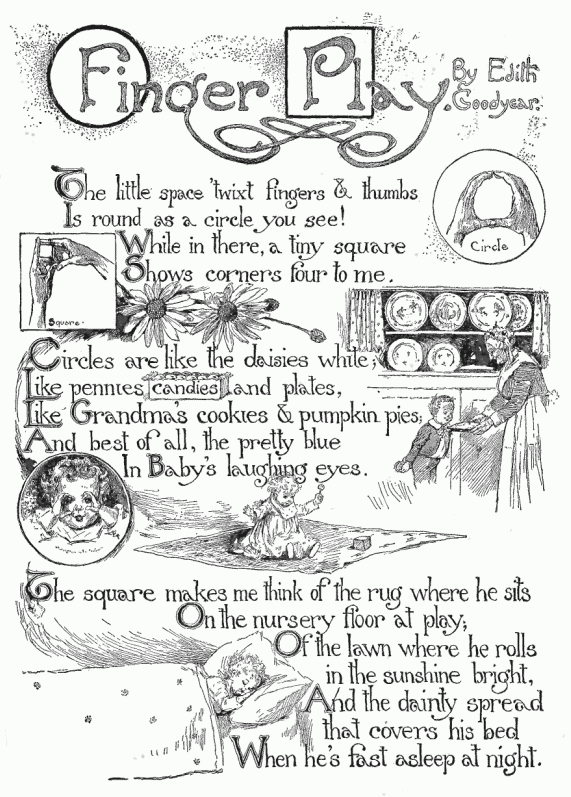 Finger Play.
By Edith
Goodyear.
The little space 'twixt fingers & thumbs
Is round as a circle you see!
While in there, a tiny square
Shows corners four to me.
Circle
Square.
Circles are like the daisies white;
Like pennies candies and plates,
Like Grandma's cookies & pumpkin pies;
And best of all, the pretty blue
In Baby's laughing eyes.
The square makes me think of the rug where he sits
On the nursery floor at play;
Of the lawn where he rolls
in the sunshine bright,
And the dainty spread
that covers his bed
When he's fast asleep at night.